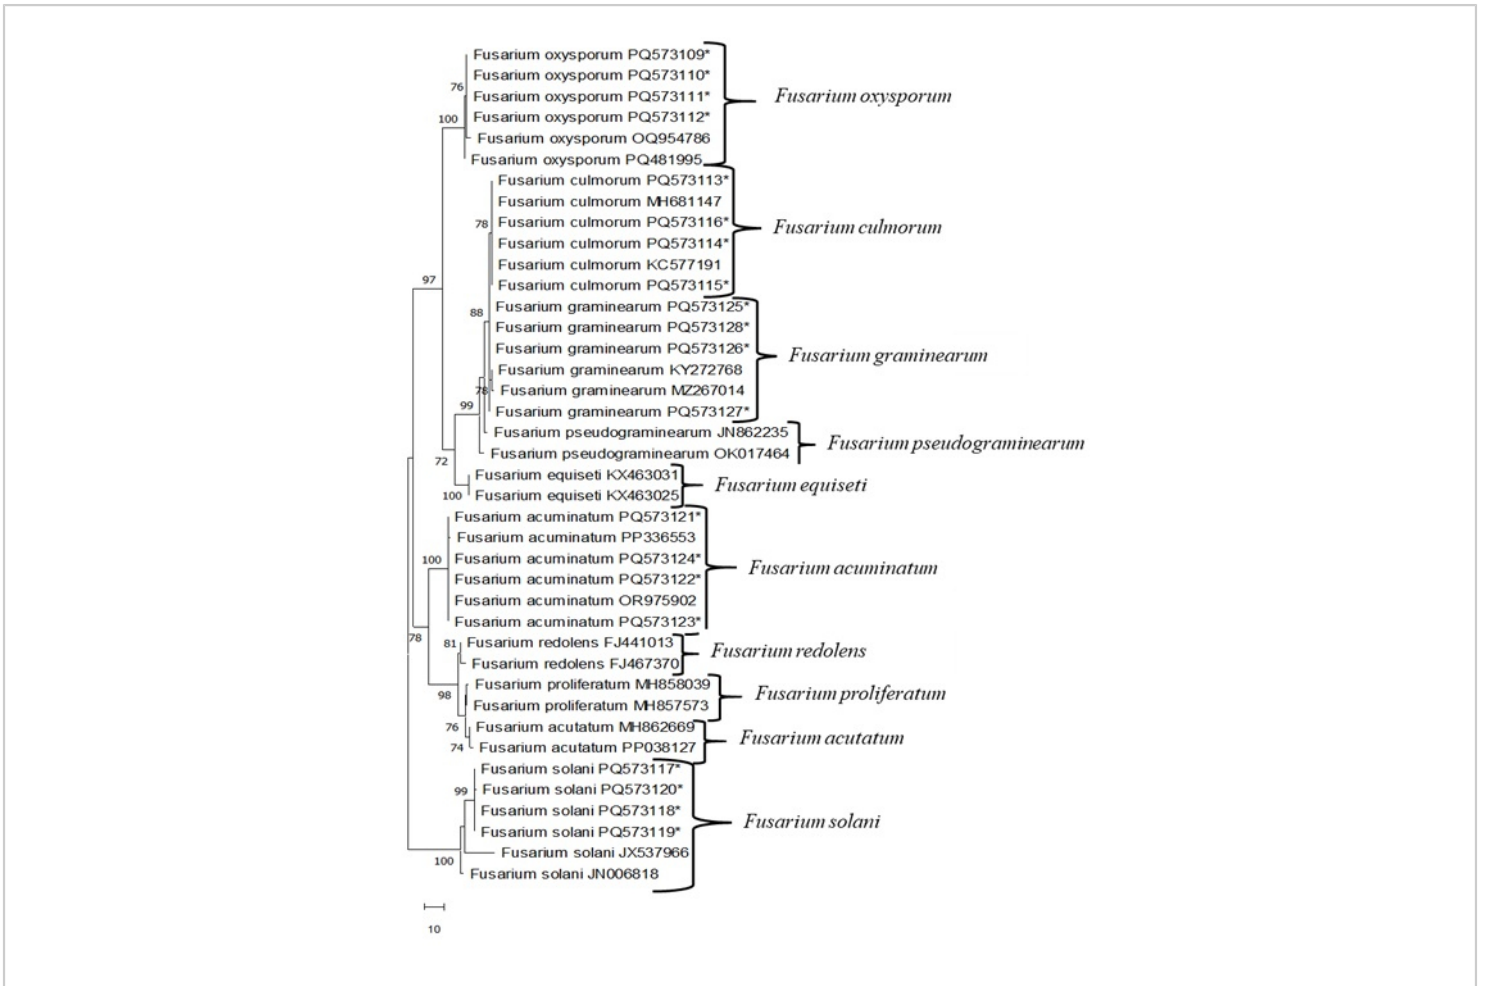 Fusarium oxysporum PQ573109*
76
Fusarium oxysporum PQ573110*
Fusarium oxysporum PQ573111*
Fusarium oxysporum
Fusarium oxysporum PQ573112*
100
Fusarium oxysporum OQ954786
Fusarium oxysporum PQ481995
Fusarium culmorum PQ573113*
Fusarium culmorum MH681147
78
Fusarium culmorum PQ573116*
Fusarium culmorum
Fusarium culmorum PQ573114*
Fusarium culmorum KC577191
97
Fusarium culmorum PQ573115*
Fusarium graminearum PQ573125*
88
Fusarium graminearum PQ573128*
Fusarium graminearum PQ573126*
Fusarium graminearum
Fusarium graminearum KY272768
78
Fusarium graminearum MZ267014
99
Fusarium graminearum PQ573127*
Fusarium pseudograminearum JN862235
Fusarium pseudograminearum
Fusarium pseudograminearum OK017464
72
Fusarium equiseti KX463031
Fusarium equiseti
100
Fusarium equiseti KX463025
Fusarium acuminatum PQ573121*
Fusarium acuminatum PP336553
100
Fusarium acuminatum PQ573124*
Fusarium acuminatum
Fusarium acuminatum PQ573122*
Fusarium acuminatum OR975902
Fusarium acuminatum PQ573123*
78
81
Fusarium redolens FJ441013
Fusarium redolens
Fusarium redolens FJ467370
Fusarium proliferatum MH858039
98
Fusarium proliferatum
Fusarium proliferatum MH857573
76
Fusarium acutatum MH862669
Fusarium acutatum
74
Fusarium acutatum PP038127
Fusarium solani PQ573117*
99
Fusarium solani PQ573120*
Fusarium solani PQ573118*
Fusarium solani
Fusarium solani PQ573119*
Fusarium solani JX537966
100
Fusarium solani JN006818
10